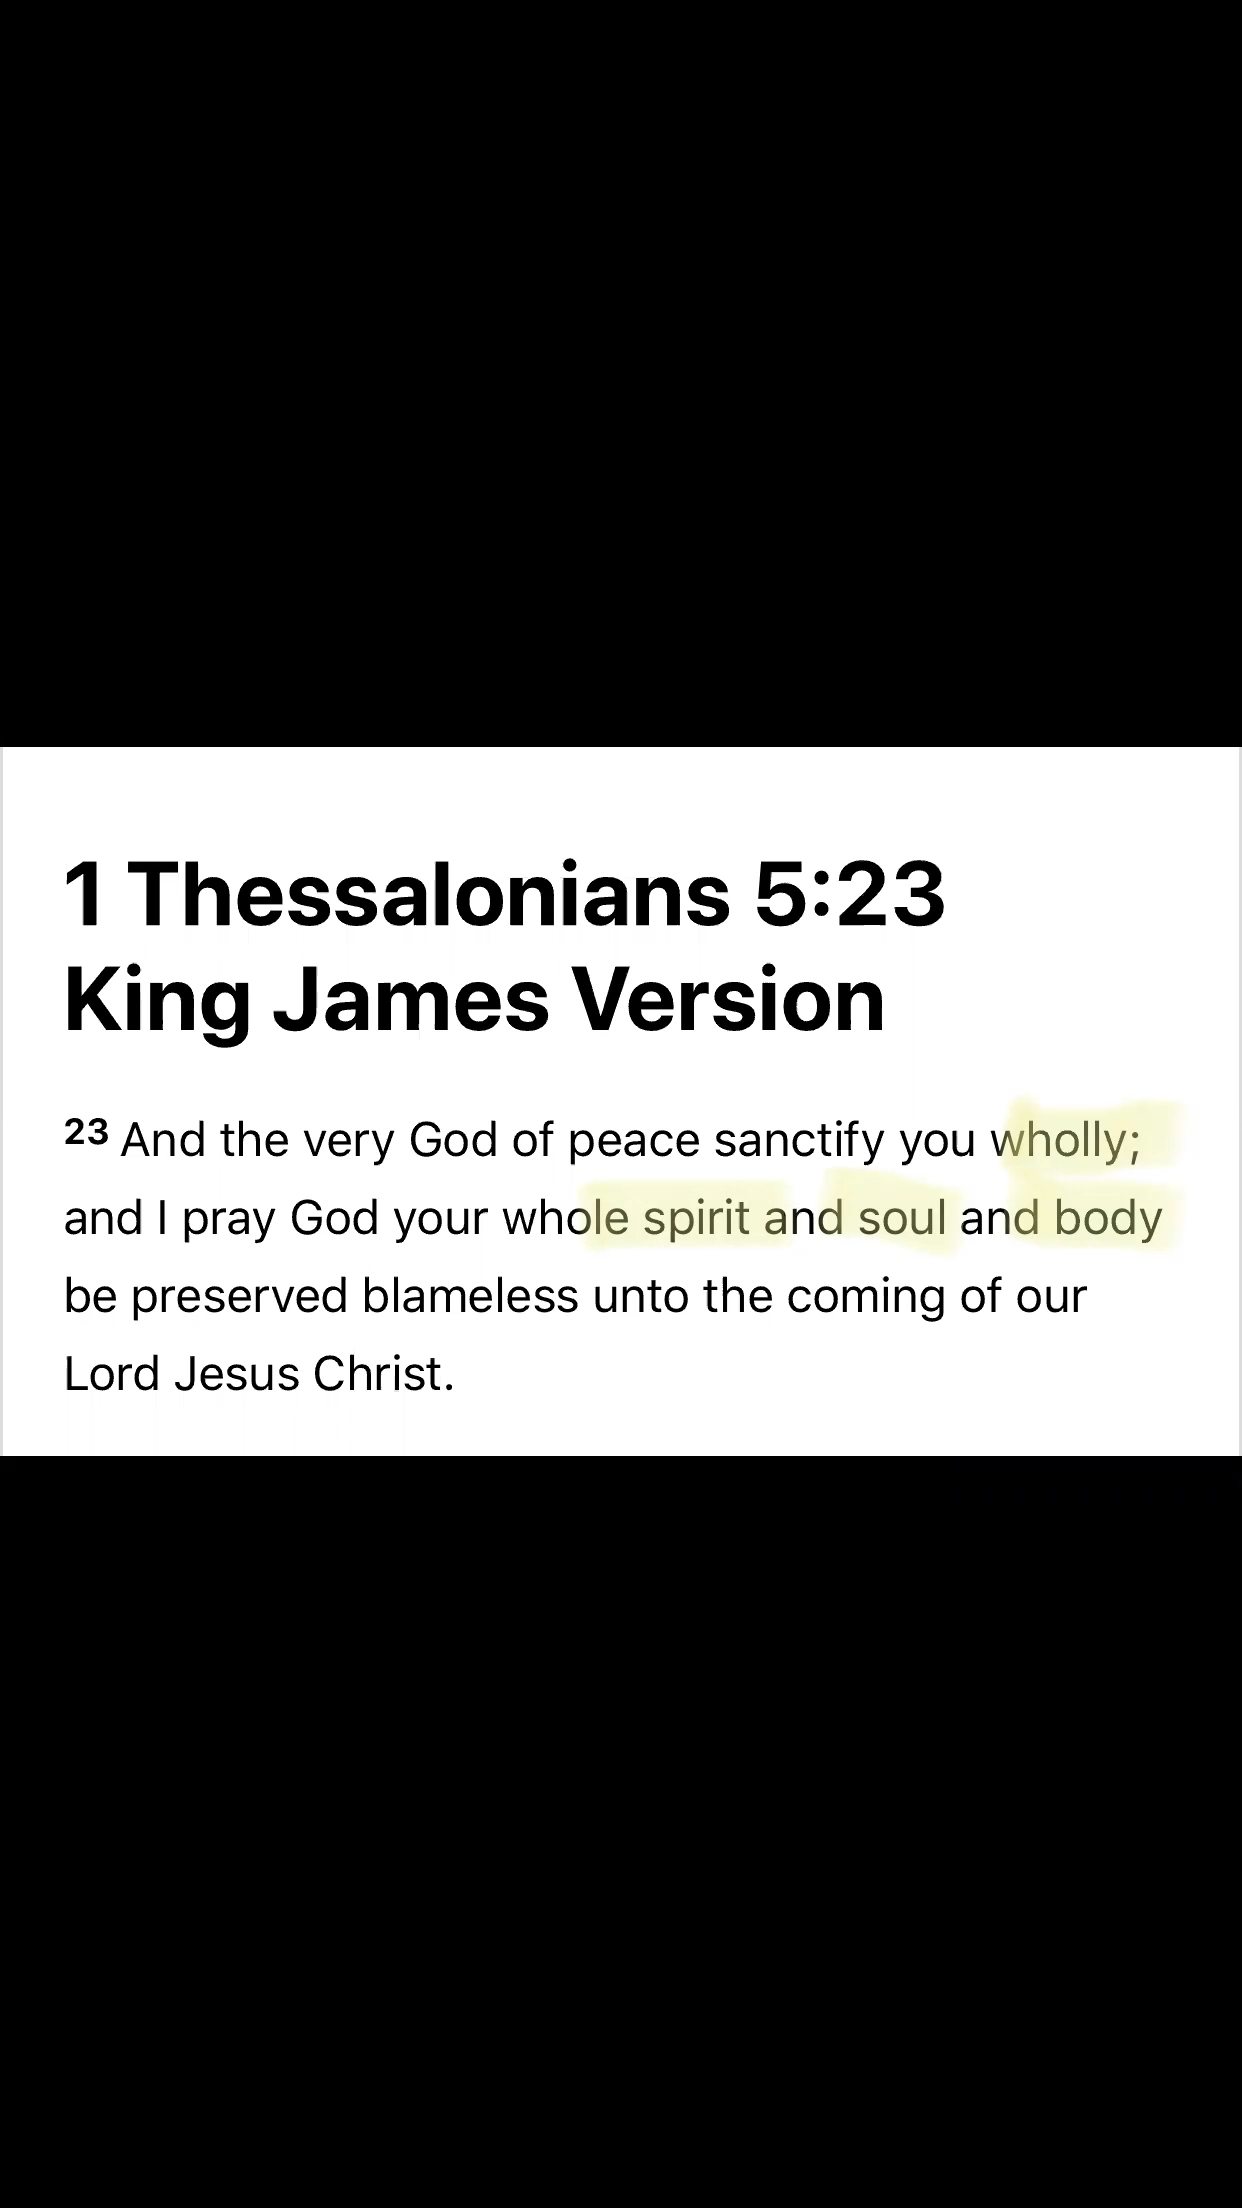 1 Thessalonians 5:23
King James Version
23 And the very God of peace sanctify you wholly;
and I pray God your whole spirit and soul and body
be preserved blameless unto the coming of our
Lord Jesus Christ.